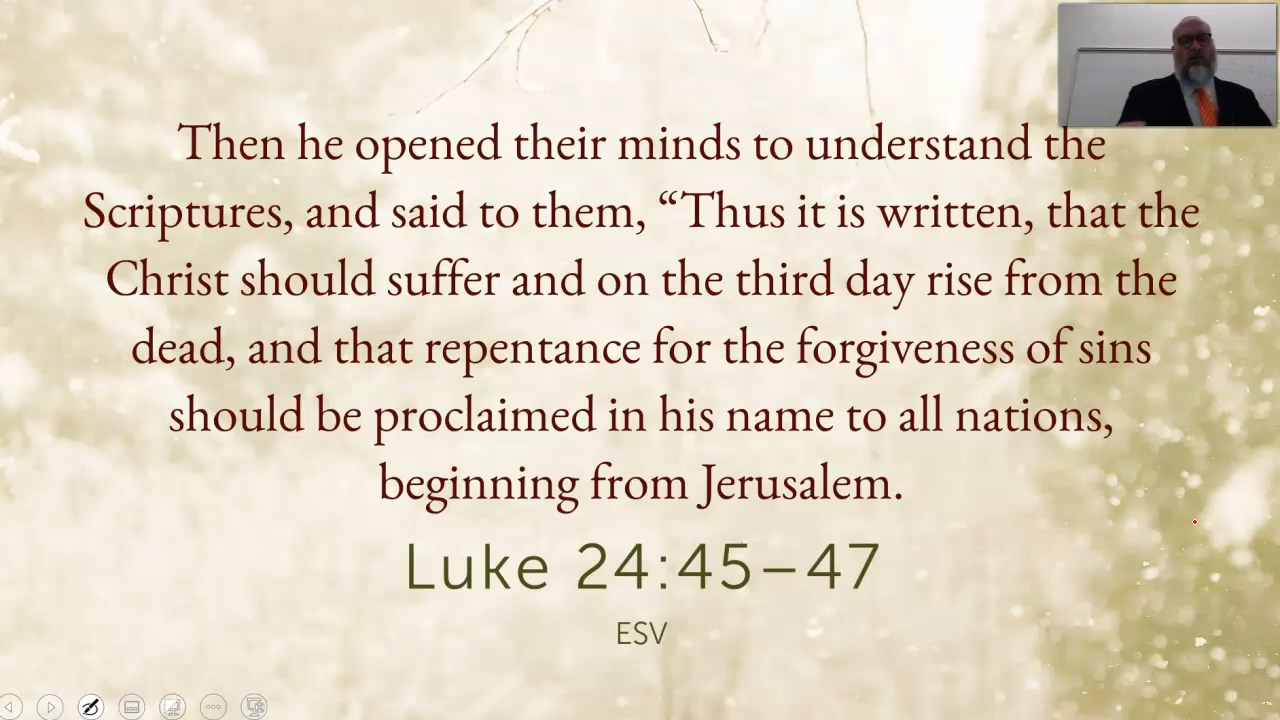 Then he opened their minds to understand the
Scriptures, and said to them, “Thus it is written, that the
Christ should suffer and on the third day rise from the
dead, and that repentance for the forgiveness of sins
should be proclaimed in his name to all nations,
beginning from Jerusalem.
Luke 24:45–47
ESV